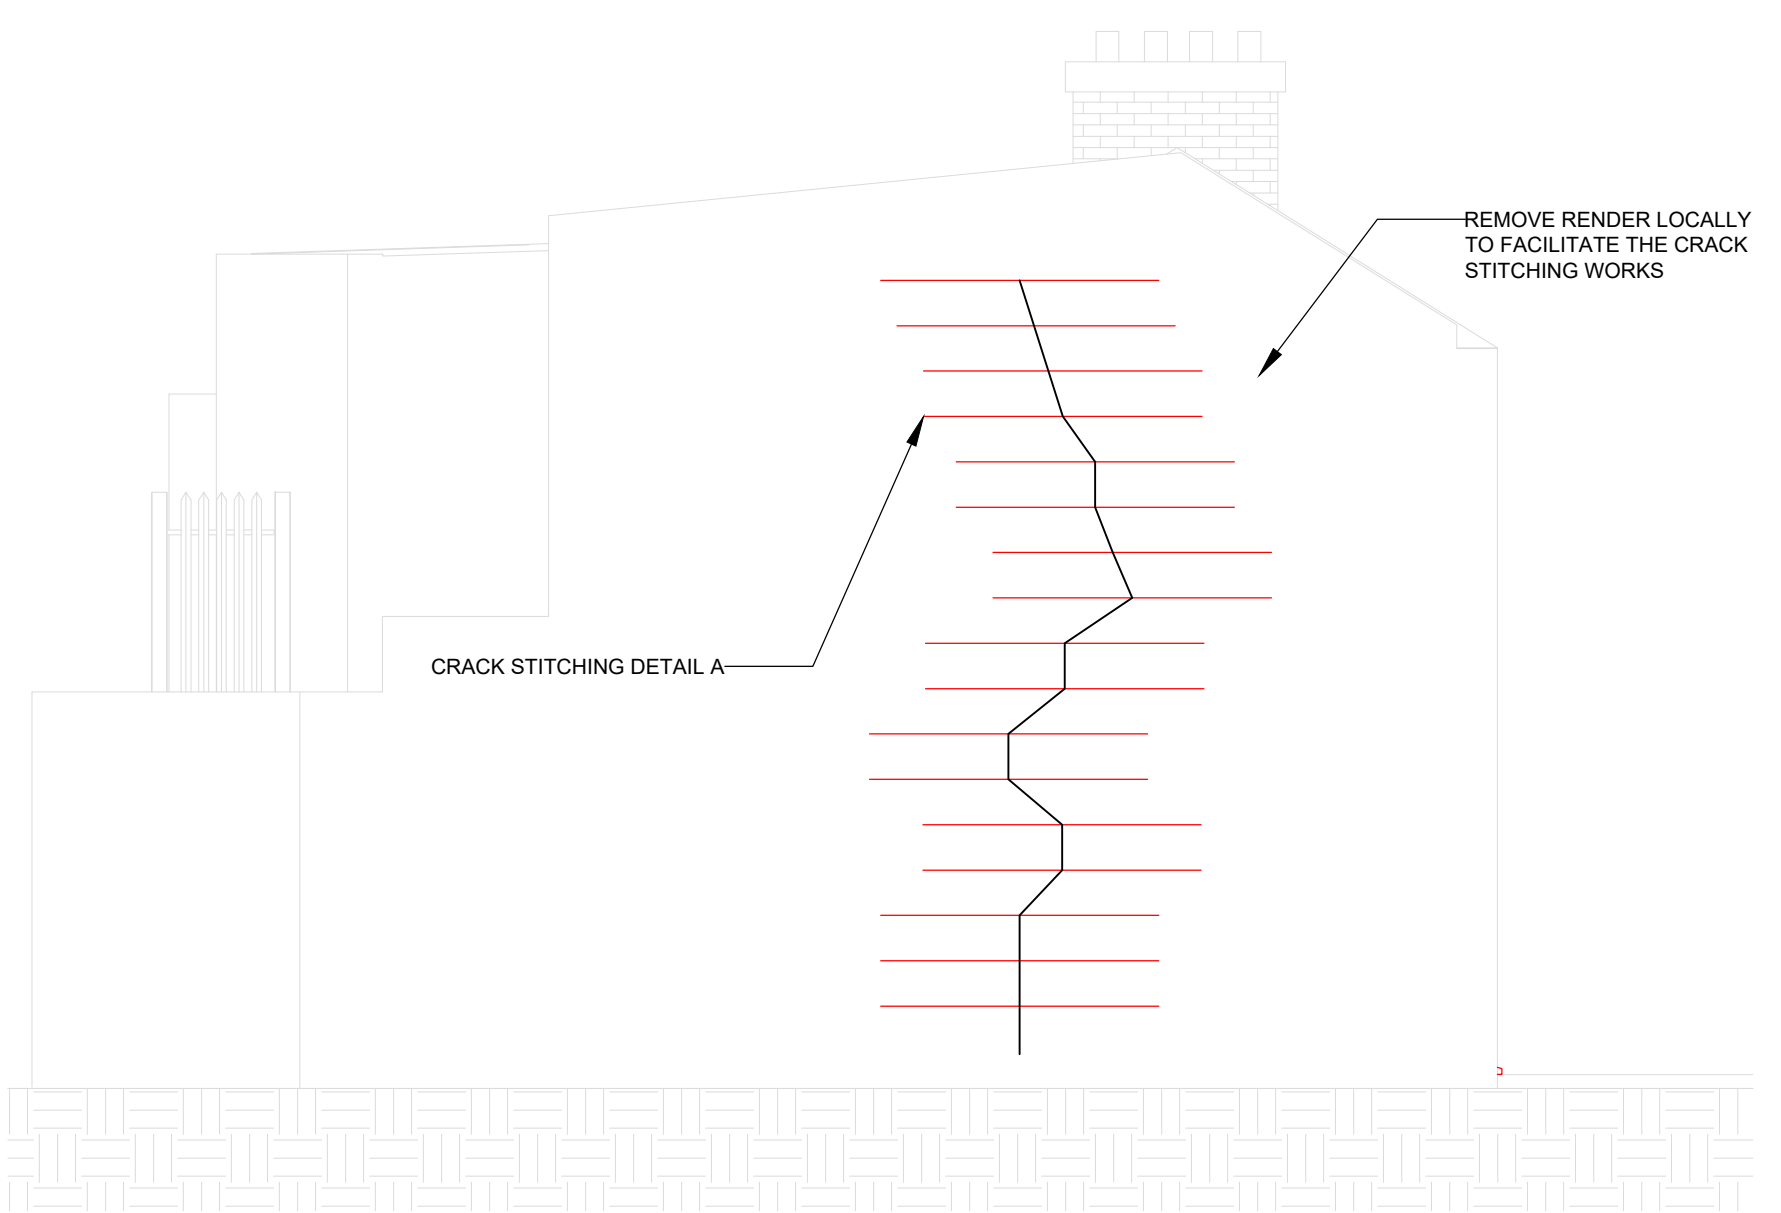 REMOVE RENDER LOCALLY
TO FACILITATE THE CRACK
STITCHING WORKS
CRACK STITCHING DETAIL A